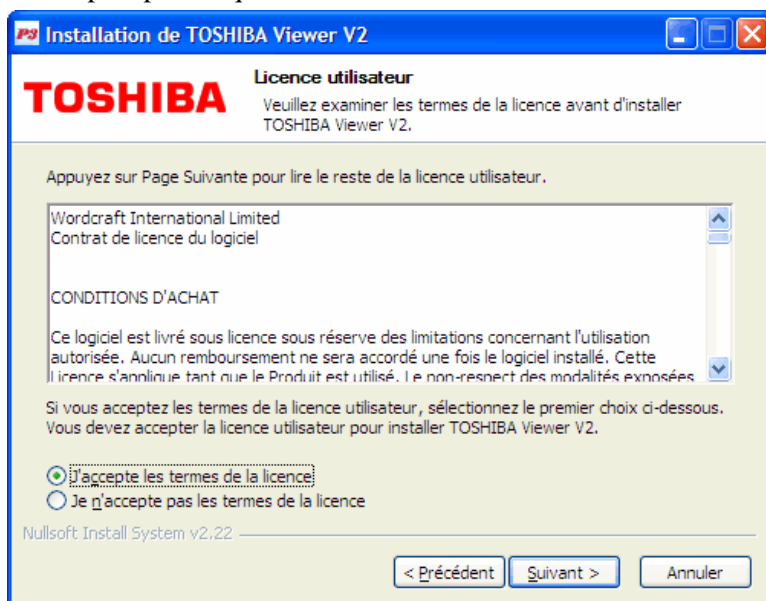 P3 Installation de TOSHIBA Viewer V2
TOSHIBA
Licence utilisateur
Veuillez examiner les termes de la licence avant d'installer
TOSHIBA Viewer V2.
Appuyez sur Page Suivante pour lire le reste de la licence utilisateur.
Wordcraft International Limited
Contrat de licence du logiciel
CONDITIONS D'ACHAT
Ce logiciel est livré sous licence sous réserve des limitations concernant l'utilisation
autorisée. Aucun remboursement ne sera accordé une fois le logiciel installé. Cette
Licence s'applique tant que le Produit est utilisé. Le non-respect des modalités exposées
Si vous acceptez les termes de la licence utilisateur, sélectionnez le premier choix ci-dessous.
Vous devez accepter la licence utilisateur pour installer TOSHIBA Viewer V2.
J'accepte les termes de la licence
Je n'accepte pas les termes de la licence
Nullsoft Install System v2.22
< Précédent Suivant > Annuler